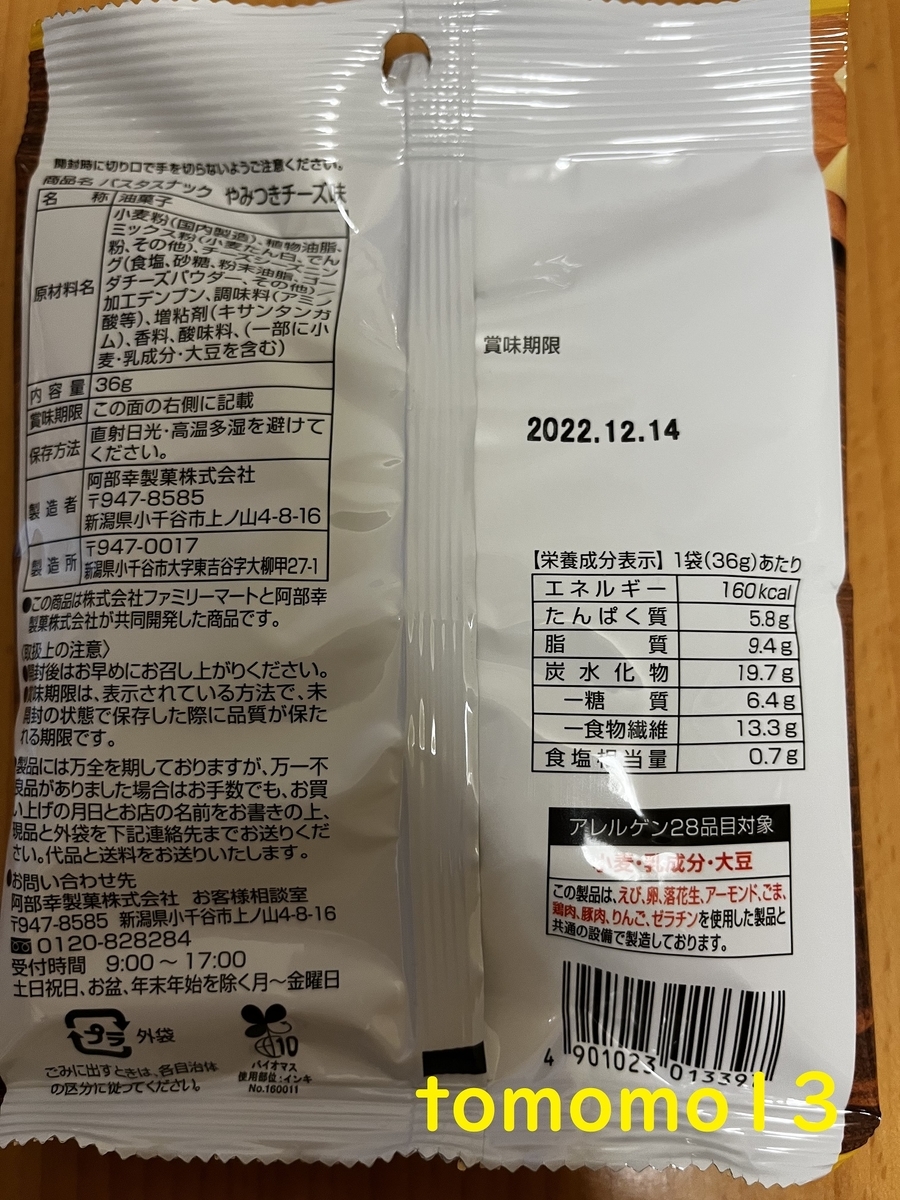 開封時に切り口で手を切らないようご注意ください。
商品名 パスタスナック やみつきチーズ味
名称 油菓子
原材料名
小麦粉(国内製造)、植物油脂、
ミックス粉(小麦たん白、でん
粉、その他)、チーズシーズニン
グ(食塩、砂糖、粉末油脂、ゴー
ダチーズパウダー、その他)/
加工デンプン、調味料(アミノ
酸等)、増粘剤(キサンタンガ
ム)、香料、酸味料、(一部に小
麦・乳成分・大豆を含む)
内容量 36g
賞味期限 この面の右側に記載
保存方法 直射日光・高温多湿を避けて
ください。
製造者
阿部幸製菓株式会社
〒947-8585
新潟県小千谷市上ノ山4-8-16
製造所
〒947-0017
新潟県小千谷市大字東吉谷字大柳甲27-1
●この商品は株式会社ファミリーマートと阿部幸
製菓株式会社が共同開発した商品です。
〈取扱上の注意〉
●開封後はお早めにお召し上がりください。
●賞味期限は、表示されている方法で、未
開封の状態で保存した際に品質が保た
れる期限です。
●製品には万全を期しておりますが、万一不
良品がありました場合はお手数でも、お買
い上げの月日とお店の名前をお書きの上、
現品と外袋を下記連絡先までお送りくだ
さい。代品と送料をお送りいたします。
●お問い合わせ先
阿部幸製菓株式会社 お客様相談室
〒947-8585 新潟県小千谷市上ノ山4-8-16
0120-828284
受付時間 9:00~17:00
土日祝日、お盆、年末年始を除く月~金曜日
プラ 外袋
ごみに出すときは、各自治体
の区分に従ってください。
10
バイオマス
使用部位:インキ
No.160011
賞味期限
2022.12.14
【栄養成分表示】1袋(36g)あたり
エネルギー 160kcal
たんぱく質 5.8g
脂質 9.4g
炭水化物 19.7g
-糖質 6.4g
-食物繊維 13.3g
食塩相当量 0.7g
アレルゲン28品目対象
小麦・乳成分・大豆
この製品は、えび、卵、落花生、アーモンド、ごま、
鶏肉、豚肉、りんご、ゼラチンを使用した製品と
共通の設備で製造しております。
4 901023 01339
tomomo13